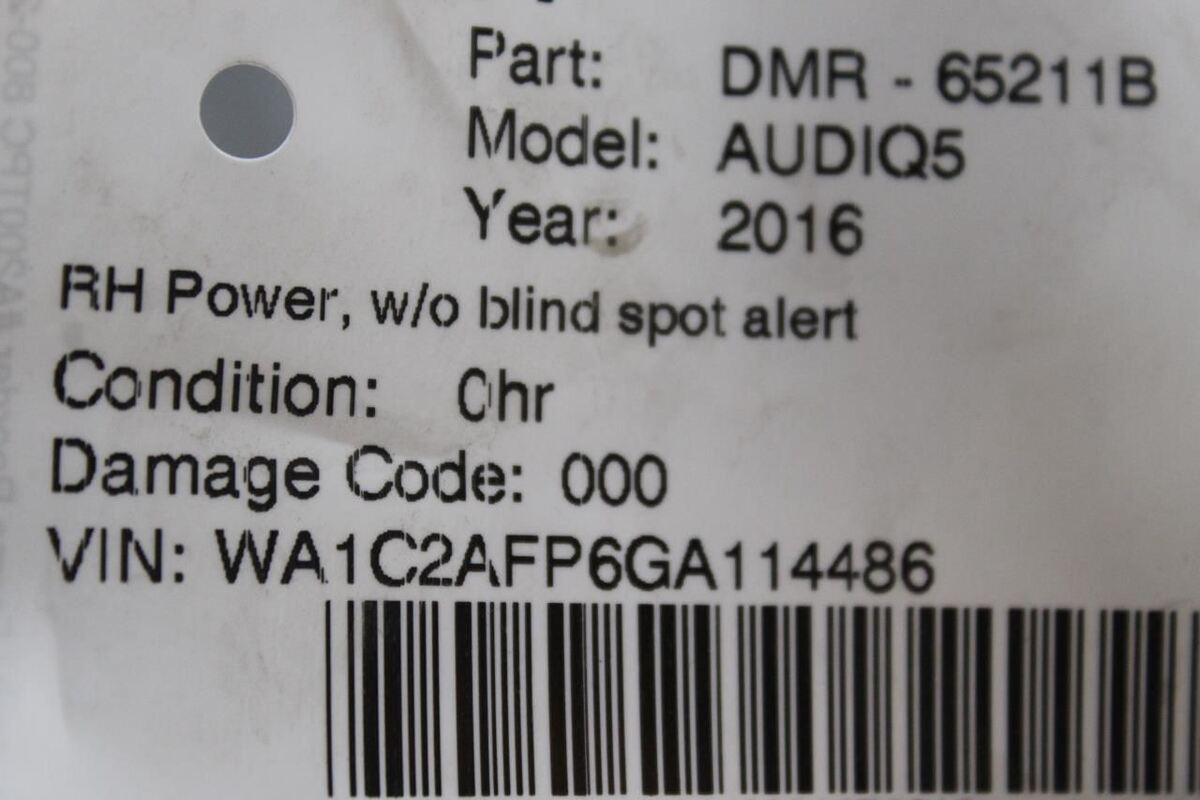 Part: DMR - 65211B
Model: AUDIQ5
Year: 2016
RH Power, w/o blind spot alert
Condition: 0hr
Damage Code: 000
VIN: WA1C2AFP6GA114486